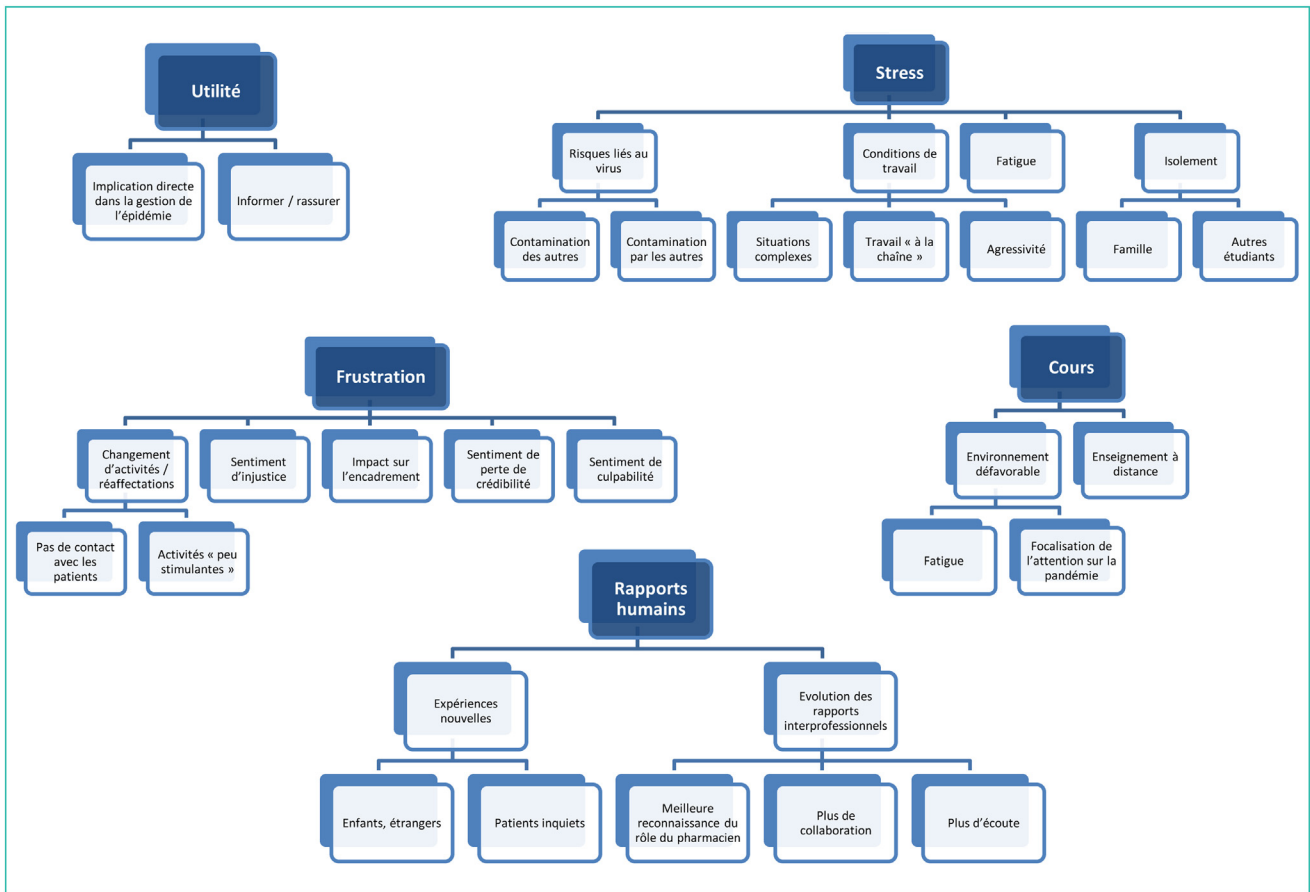 Utilité
Implication directe
dans la gestion de
l'épidémie
Informer / rassurer
Stress
Risques liés au
virus
Conditions de
travail
Fatigue
Isolement
Contamination
des autres
Contamination
par les autres
Situations
complexes
Travail « à la
chaîne »
Agressivité
Famille
Autres
étudiants
Frustration
Changement
d'activités /
réaffectations
Sentiment
d'injustice
Impact sur
l'encadrement
Sentiment de
perte de
crédibilité
Sentiment de
culpabilité
Pas de contact
avec les
patients
Activités « peu
stimulantes »
Cours
Environnement
défavorable
Enseignement à
distance
Fatigue
Focalisation de
l'attention sur la
pandémie
Rapports
humains
Expériences
nouvelles
Evolution des
rapports
interprofessionnels
Enfants, étrangers
Patients inquiets
Meilleure
reconnaissance du
rôle du pharmacien
Plus de
collaboration
Plus d'écoute